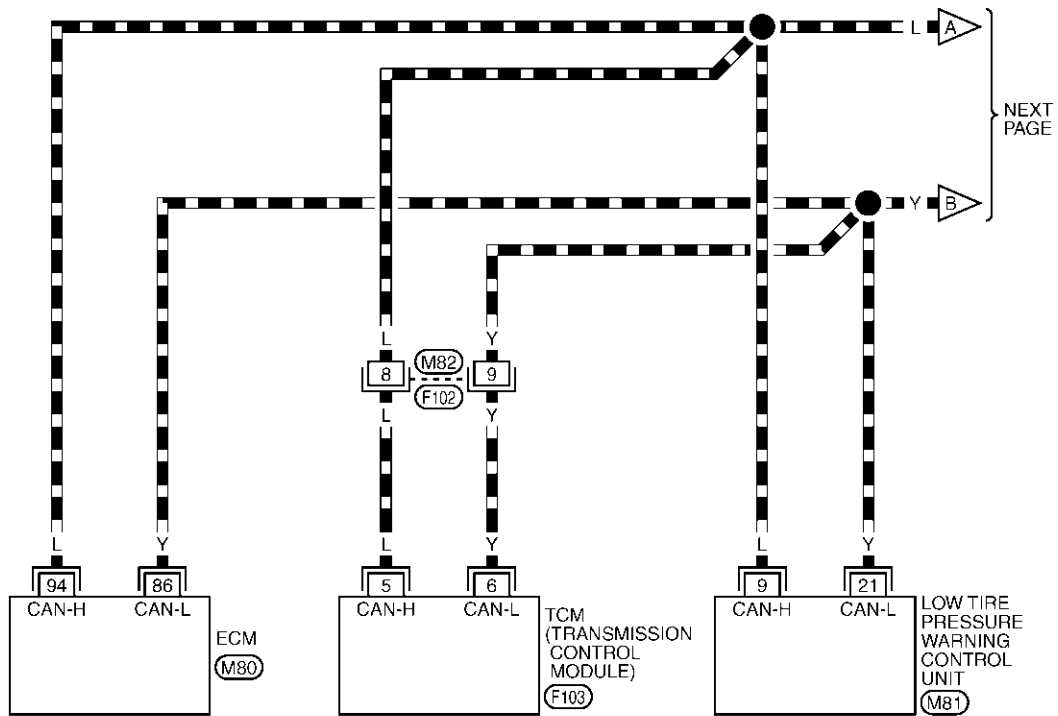 L
A
NEXT
PAGE
Y
B
L
Y
8
M82
9
F102
L
Y
L
Y
L
Y
L
Y
94
86
5
6
9
21
CAN-H
CAN-L
CAN-H
CAN-L
CAN-H
CAN-L
ECM
M80
TCM
(TRANSMISSION
CONTROL
MODULE)
F103
LOW TIRE
PRESSURE
WARNING
CONTROL
UNIT
M81